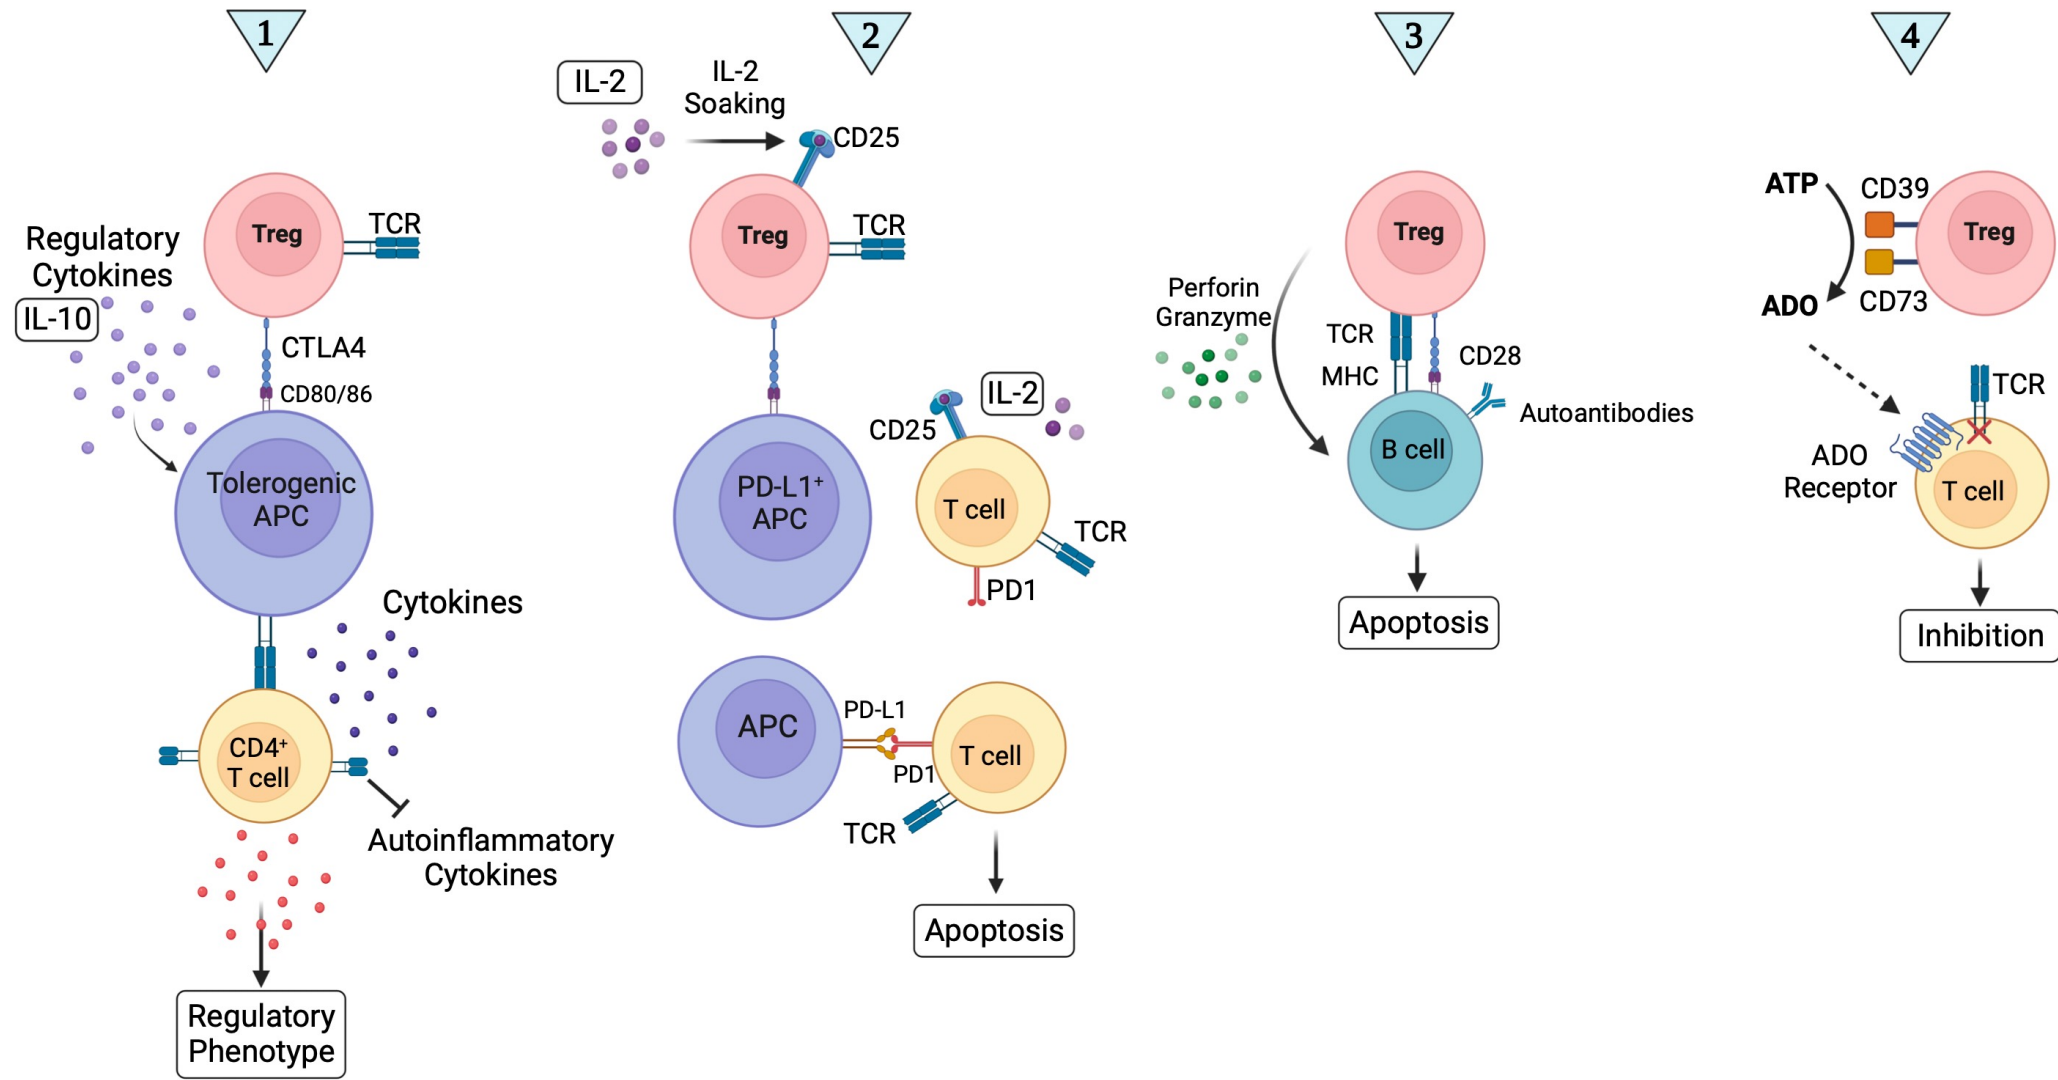 1
Treg
TCR
Regulatory
Cytokines
IL-10
CTLA4
CD80/86
Tolerogenic
APC
Cytokines
CD4+
T cell
Autoinflammatory
Cytokines
Regulatory
Phenotype
2
IL-2
IL-2
Soaking
CD25
Treg
TCR
IL-2
CD25
PD-L1+
APC
T cell
TCR
PD1
APC
PD-L1
PD1
T cell
TCR
Apoptosis
3
Treg
Perforin
Granzyme
TCR
MHC
CD28
Autoantibodies
B cell
Apoptosis
4
ATP
CD39
Treg
ADO
CD73
TCR
ADO
Receptor
T cell
Inhibition